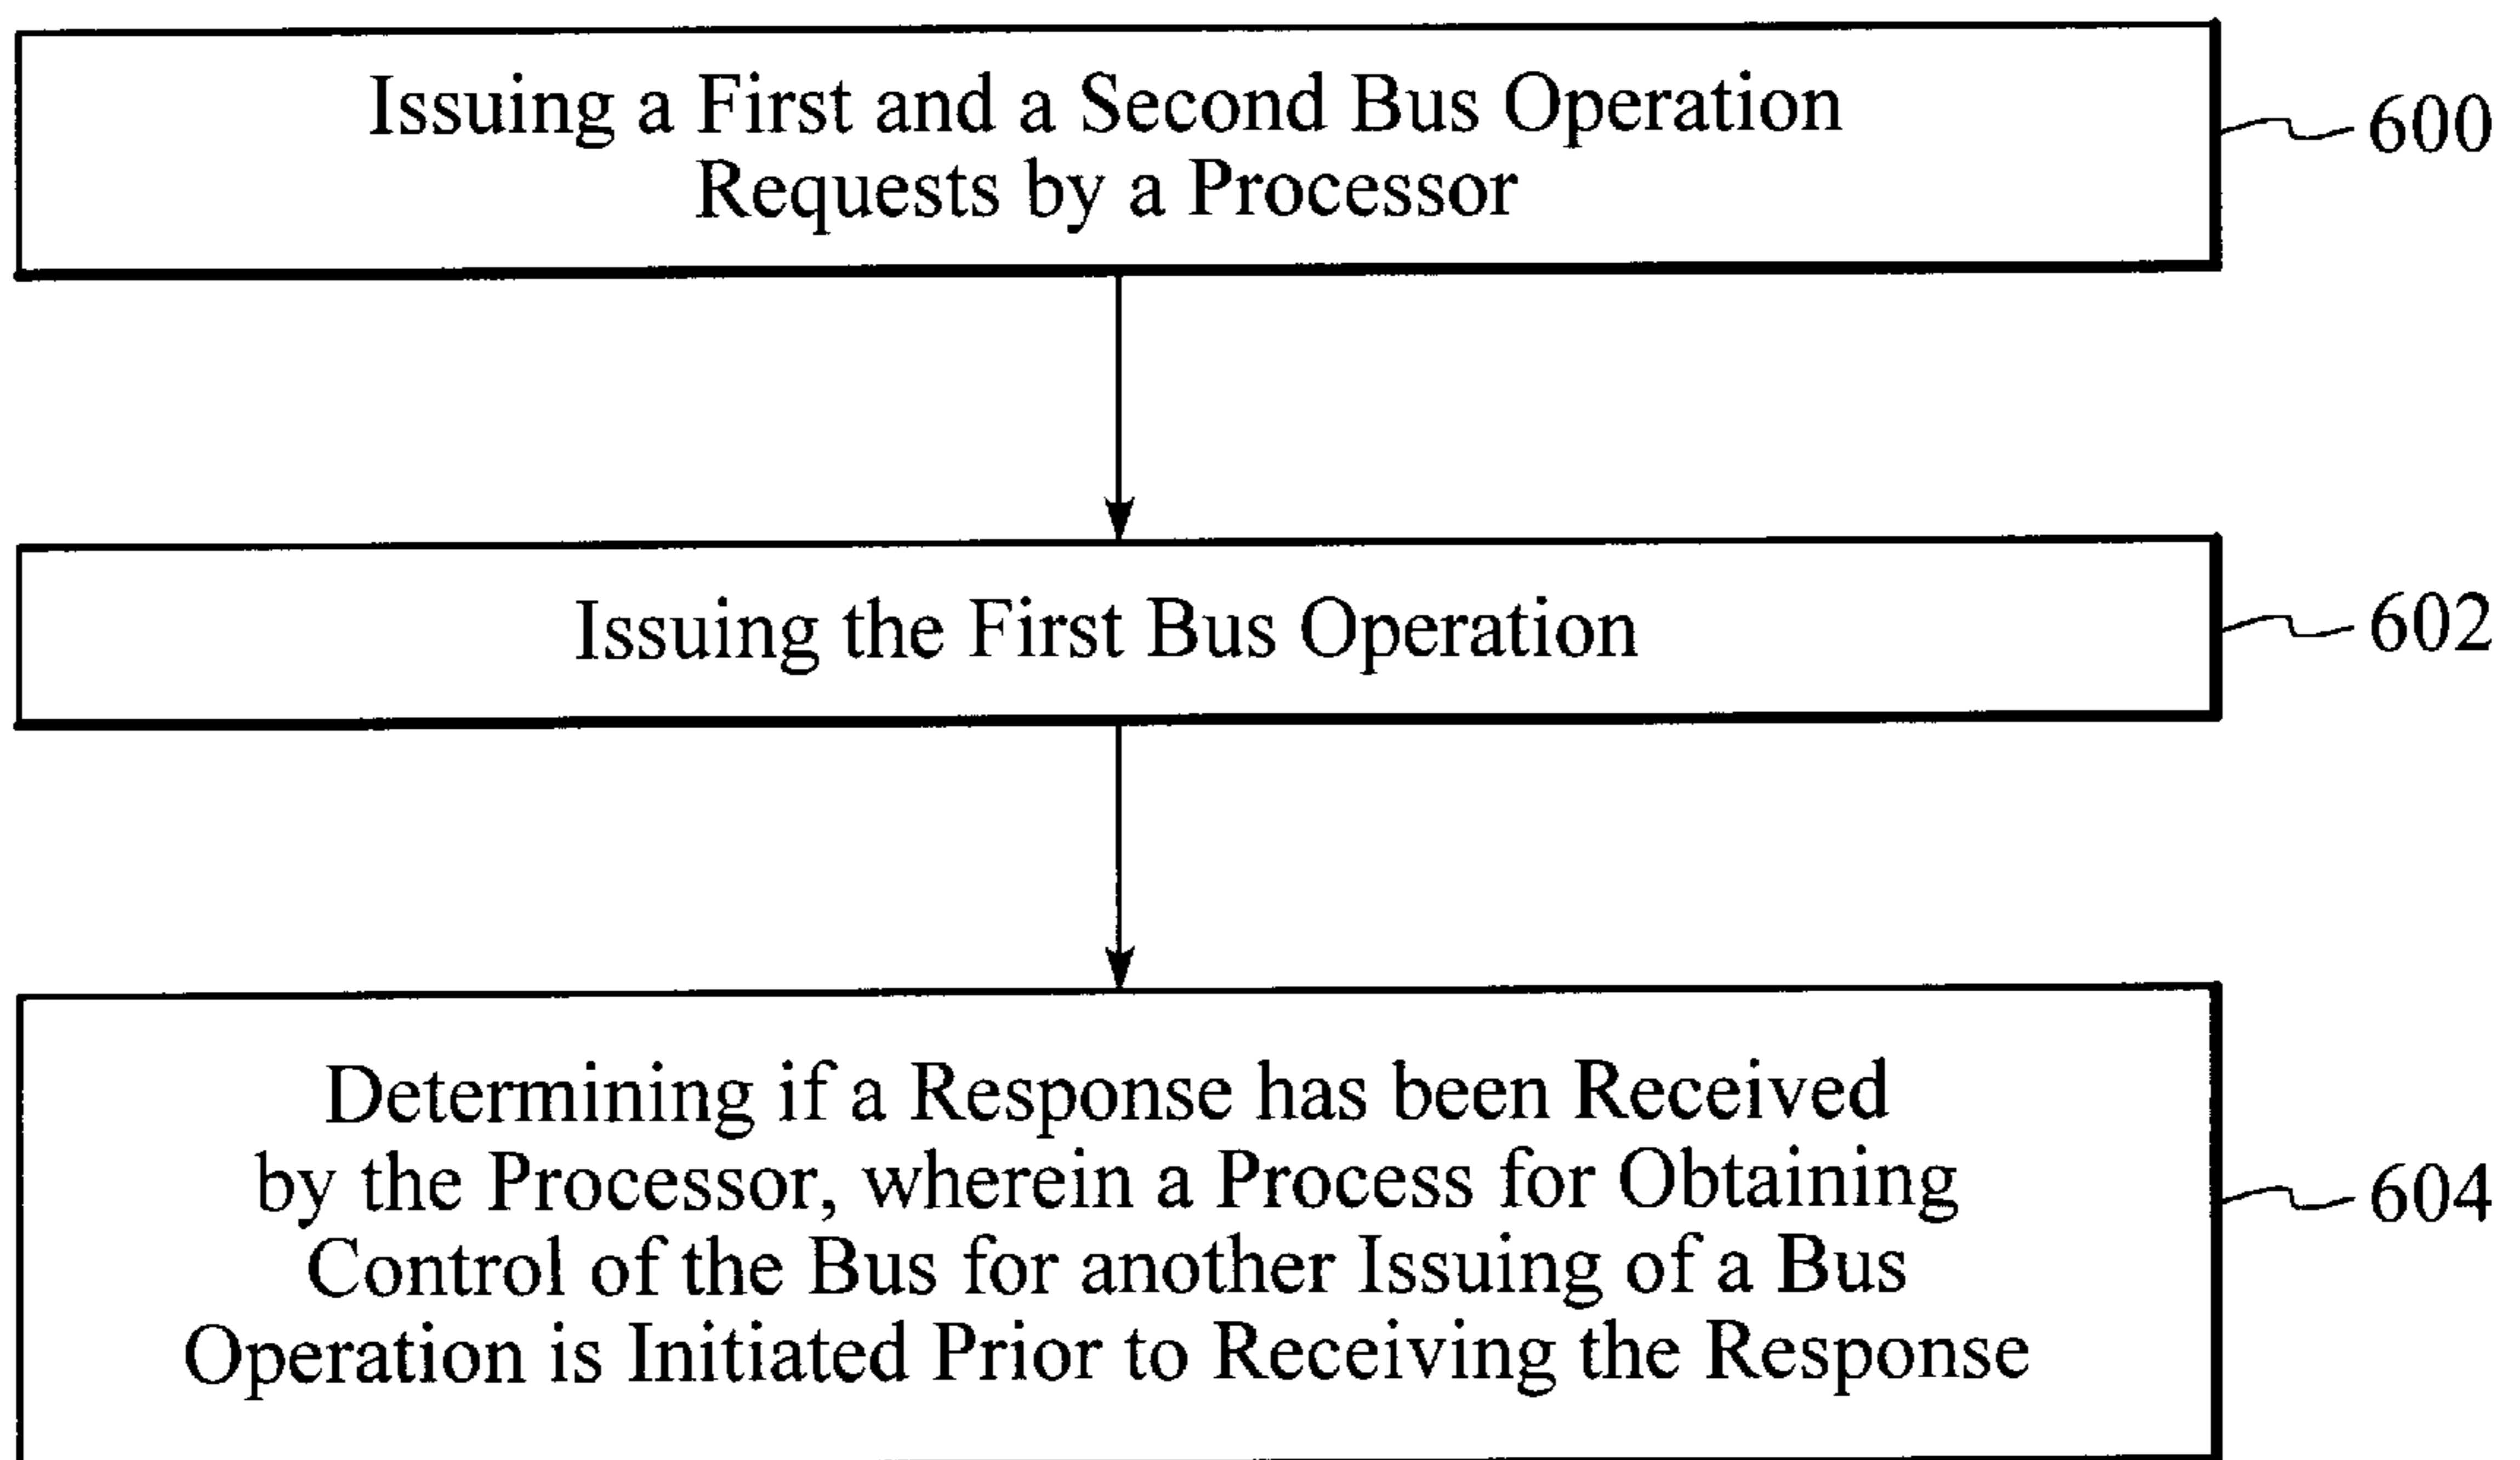 Issuing a First and a Second Bus Operation
Requests by a Processor
600
Issuing the First Bus Operation
602
Determining if a Response has been Received
by the Processor, wherein a Process for Obtaining
Control of the Bus for another Issuing of a Bus
Operation is Initiated Prior to Receiving the Response
604